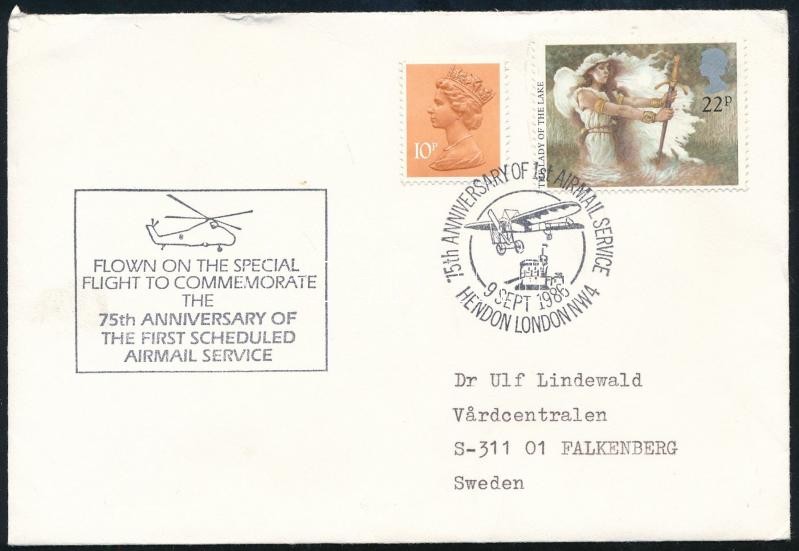 10P
THE LADY OF THE LAKE
22P
75th ANNIVERSARY OF 1st AIRMAIL SERVICE
9 SEPT 1986
HENDON LONDON NW4
FLOWN ON THE SPECIAL
FLIGHT TO COMMEMORATE
THE
75th ANNIVERSARY OF
THE FIRST SCHEDULED
AIRMAIL SERVICE
Dr Ulf Lindewald
Vårdcentralen
S-311 01 FALKENBERG
Sweden